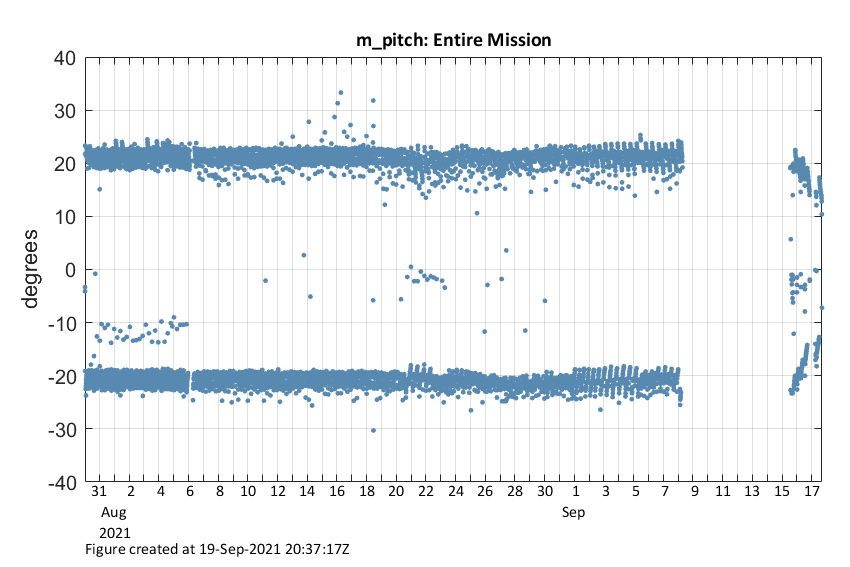 m_pitch: Entire Mission
40
30
20
10
0
-10
-20
-30
-40
degrees
31 2 4 6 8 10 12 14 16 18 20 22 24 26 28 30 1 3 5 7 9 11 13 15 17
Aug Sep
2021
Figure created at 19-Sep-2021 20:37:17Z